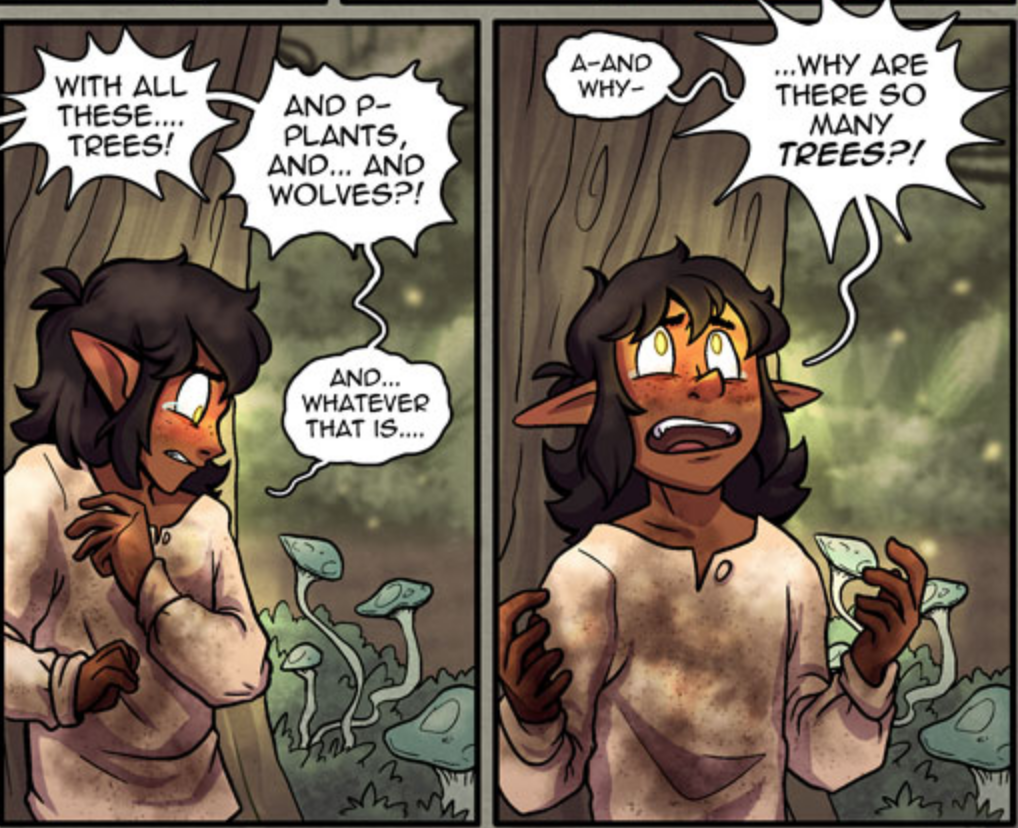 WITH ALL
THESE....
TREES!
AND P-
PLANTS,
AND... AND
WOLVES?!
AND...
WHATEVER
THAT IS....
A-AND
WHY-
...WHY ARE
THERE SO
MANY
TREES?!